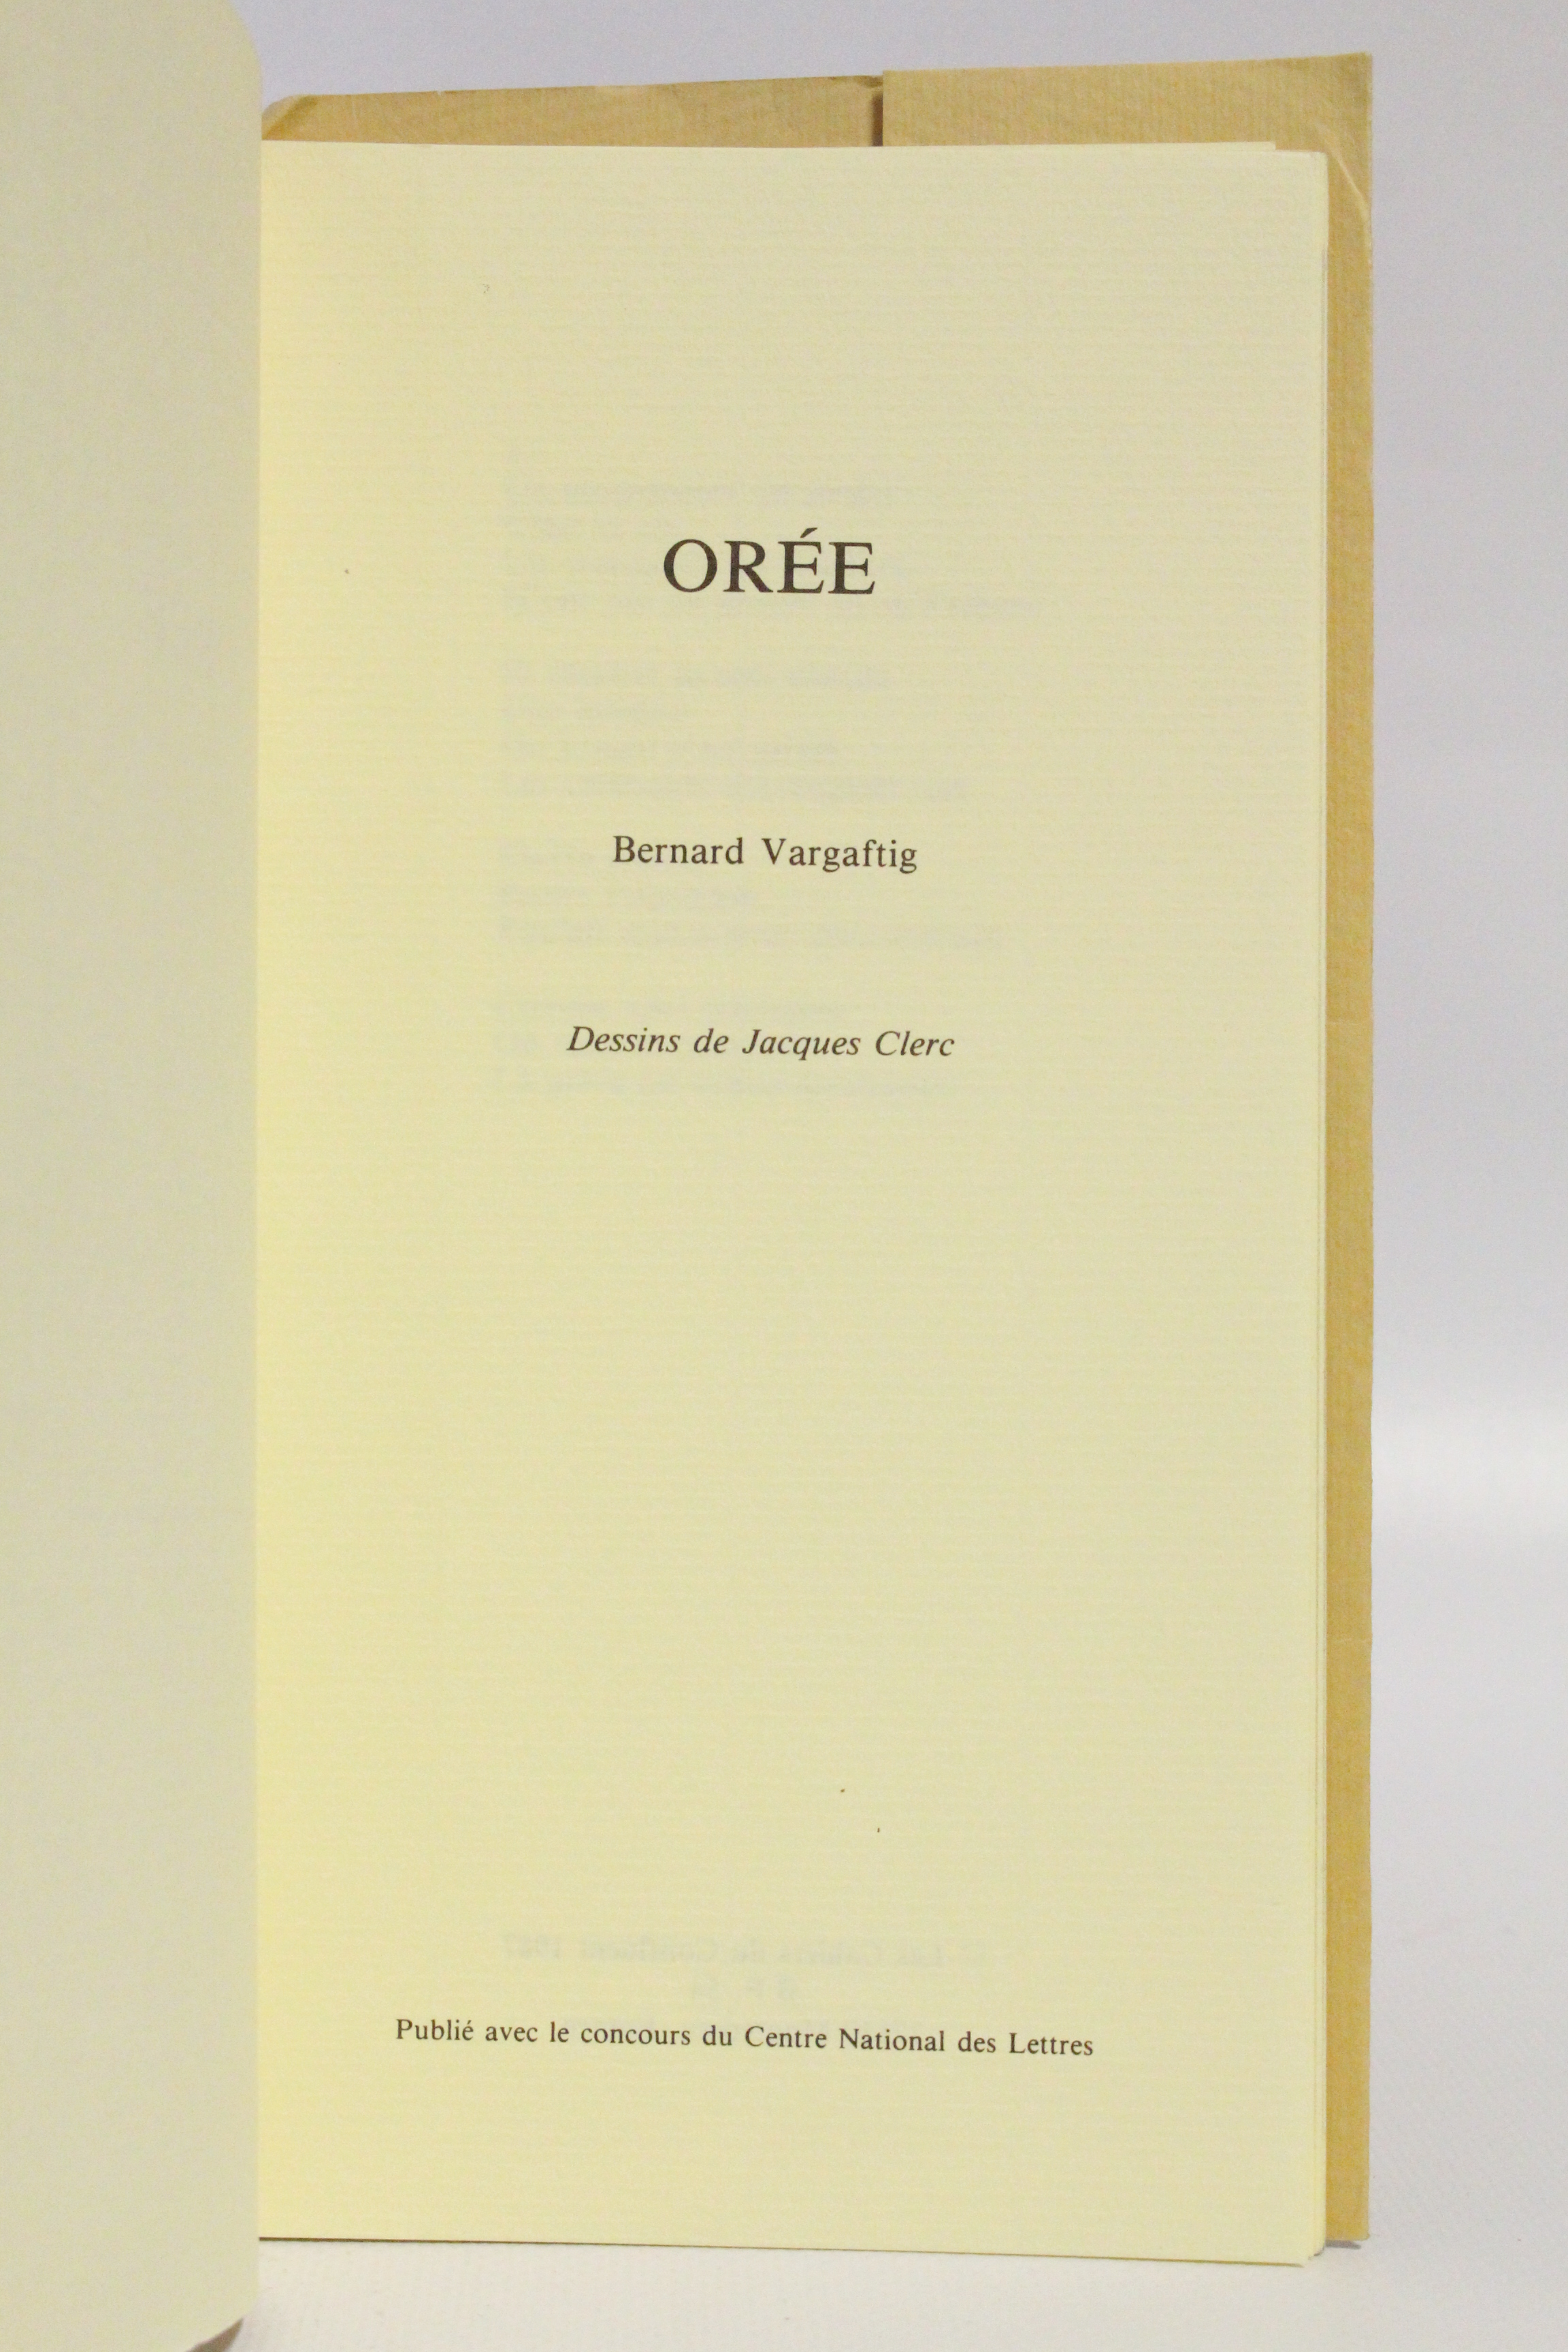 ORÉE
Bernard Vargaftig
Dessins de Jacques Clerc
Publié avec le concours du Centre National des Lettres